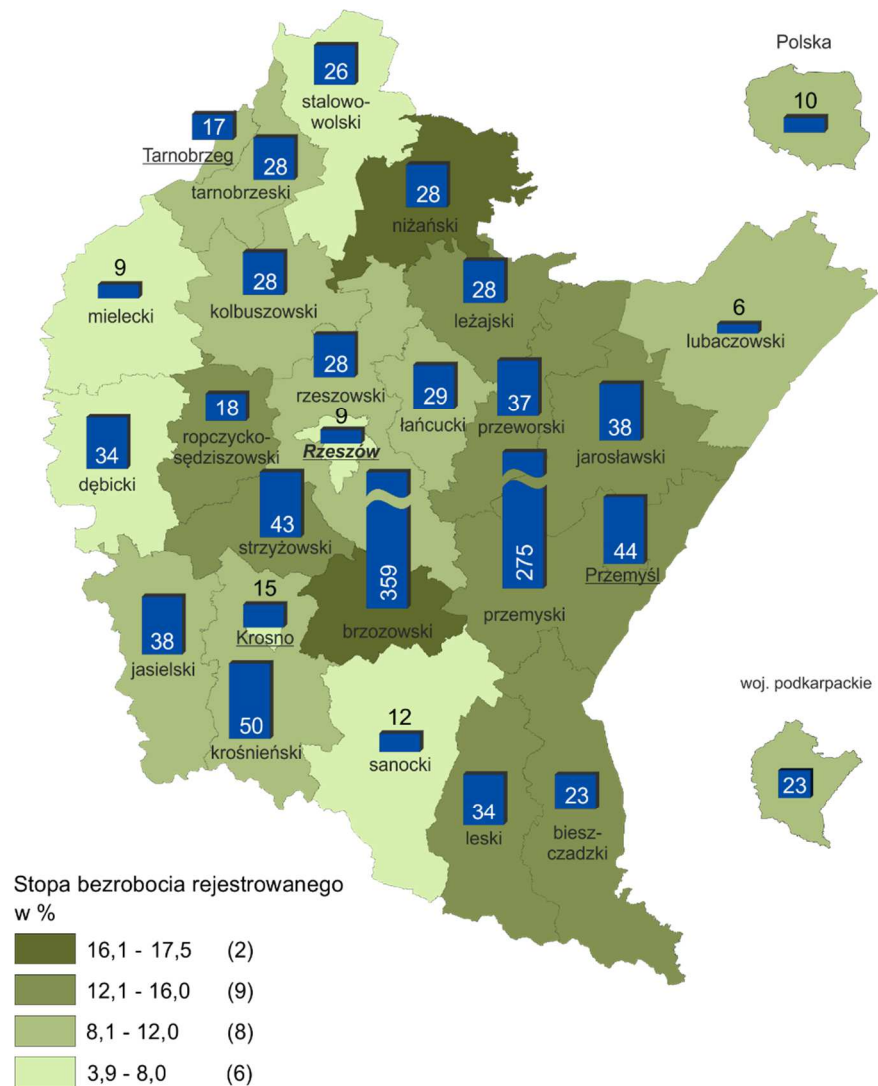 Polska
10
26
stalowo-
wolski
17
Tarnobrzeg
28
tarnobrzeski
28
niżański
9
mielecki
28
kolbuszowski
28
leżajski
6
lubaczowski
28
rzeszowski
29
łańcucki
37
przeworski
38
jarosławski
34
dębicki
18
ropczycko-
sędziszowski
9
Rzeszów
43
strzyżowski
359
brzozowski
275
przemyski
44
Przemyśl
38
jasielski
15
Krosno
50
krośnieński
12
sanocki
34
leski
23
biesz-
czadzki
woj. podkarpackie
23
Stopa bezrobocia rejestrowanego
w %
16,1 - 17,5 (2)
12,1 - 16,0 (9)
8,1 - 12,0 (8)
3,9 - 8,0 (6)